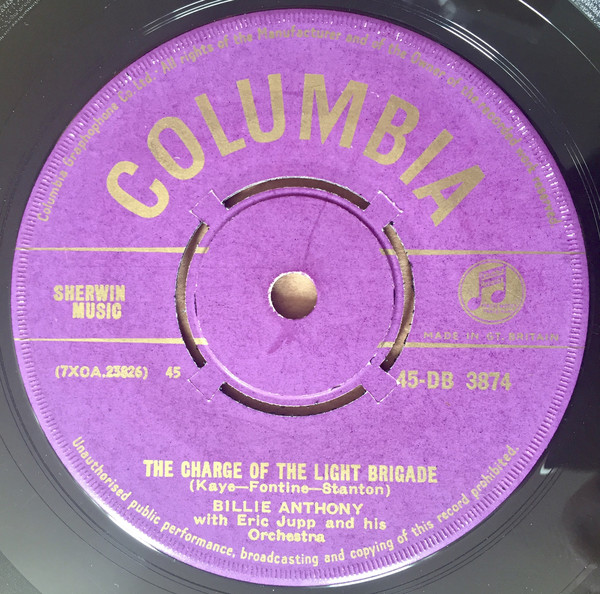 Columbia Graphophone Co. Ltd. All rights of the Manufacturer and of the Owner of the recorded work reserved
COLUMBIA
SHERWIN
MUSIC
MADE IN GT. BRITAIN
(7XCA.23826) 45
45-DB 3874
THE CHARGE OF THE LIGHT BRIGADE
(Kaye—Fontine—Stanton)
BILLIE ANTHONY
with Eric Jupp and his
Orchestra
Unauthorised public performance, broadcasting and copying of this record prohibited.